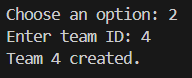 Choose an option: 2
Enter team ID: 4
Team 4 created.